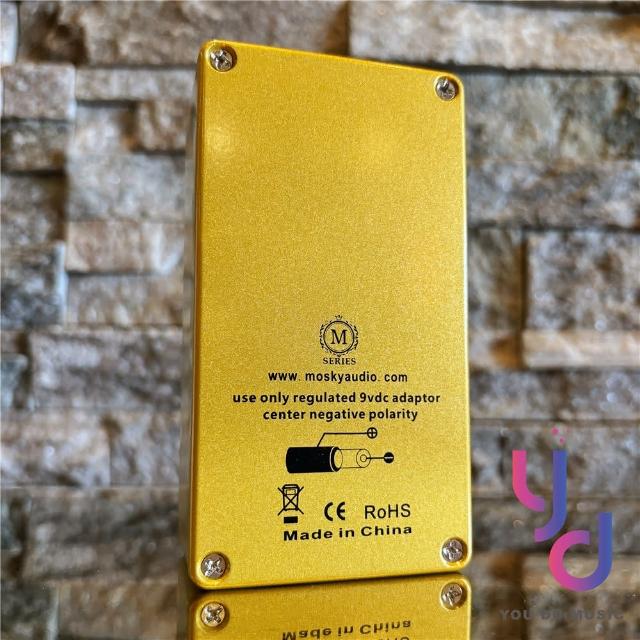 M
SERIES
www. moskyaudio. com
use only regulated 9vdc adaptor
center negative polarity
CE RoHS
Made in China